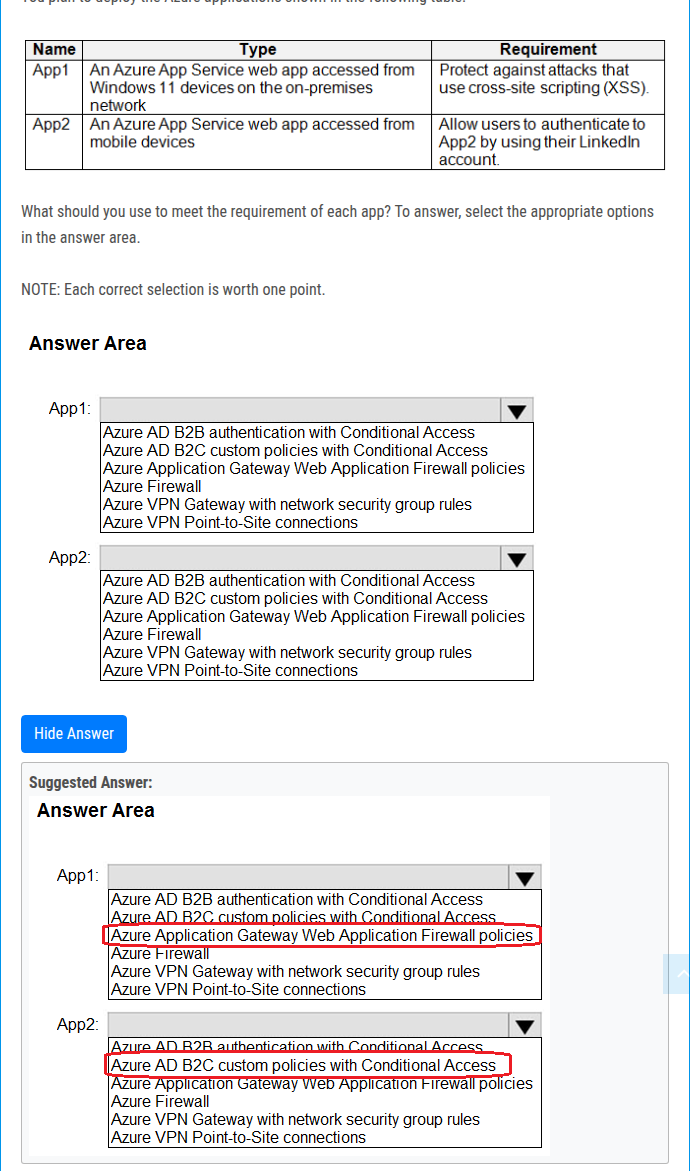 You plan to deploy the Azure applications shown in the following table.
Name Type Requirement
App1 An Azure App Service web app accessed from Protect against attacks that
Windows 11 devices on the on-premises use cross-site scripting (XSS).
network
App2 An Azure App Service web app accessed from Allow users to authenticate to
mobile devices App2 by using their LinkedIn
account.
What should you use to meet the requirement of each app? To answer, select the appropriate options
in the answer area.
NOTE: Each correct selection is worth one point.
Answer Area
App1:
Azure AD B2B authentication with Conditional Access
Azure AD B2C custom policies with Conditional Access
Azure Application Gateway Web Application Firewall policies
Azure Firewall
Azure VPN Gateway with network security group rules
Azure VPN Point-to-Site connections
App2:
Azure AD B2B authentication with Conditional Access
Azure AD B2C custom policies with Conditional Access
Azure Application Gateway Web Application Firewall policies
Azure Firewall
Azure VPN Gateway with network security group rules
Azure VPN Point-to-Site connections
Hide Answer
Suggested Answer:
Answer Area
App1:
Azure AD B2B authentication with Conditional Access
Azure AD B2C custom policies with Conditional Access
Azure Application Gateway Web Application Firewall policies
Azure Firewall
Azure VPN Gateway with network security group rules
Azure VPN Point-to-Site connections
App2:
Azure AD B2B authentication with Conditional Access
Azure AD B2C custom policies with Conditional Access
Azure Application Gateway Web Application Firewall policies
Azure Firewall
Azure VPN Gateway with network security group rules
Azure VPN Point-to-Site connections